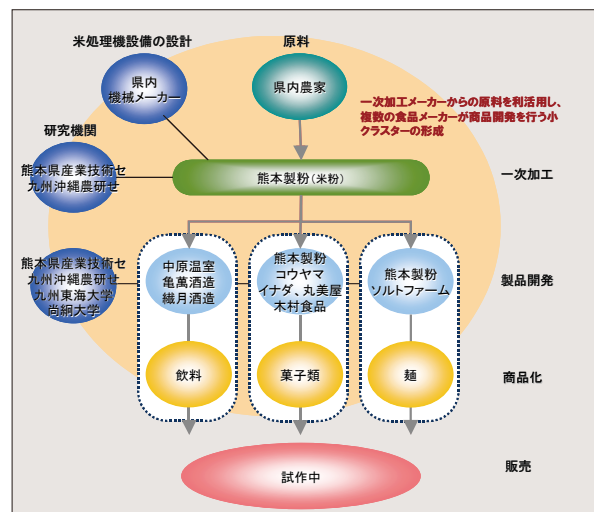 米処理機設備の設計
原料
県内
機械メーカー
県内農家
一次加工メーカーからの原料を利活用し、
複数の食品メーカーが商品開発を行う小
クラスターの形成
研究機関
熊本県産業技術セ
九州沖縄農研せ
熊本製粉（米粉）
一次加工
熊本県産業技術セ
九州沖縄農研せ
九州東海大学
尚絅大学
中原温室
亀萬酒造
繊月酒造
熊本製粉
コウヤマ
イナダ、丸美屋
木村食品
熊本製粉
ソルトファーム
製品開発
飲料
菓子類
麺
商品化
試作中
販売